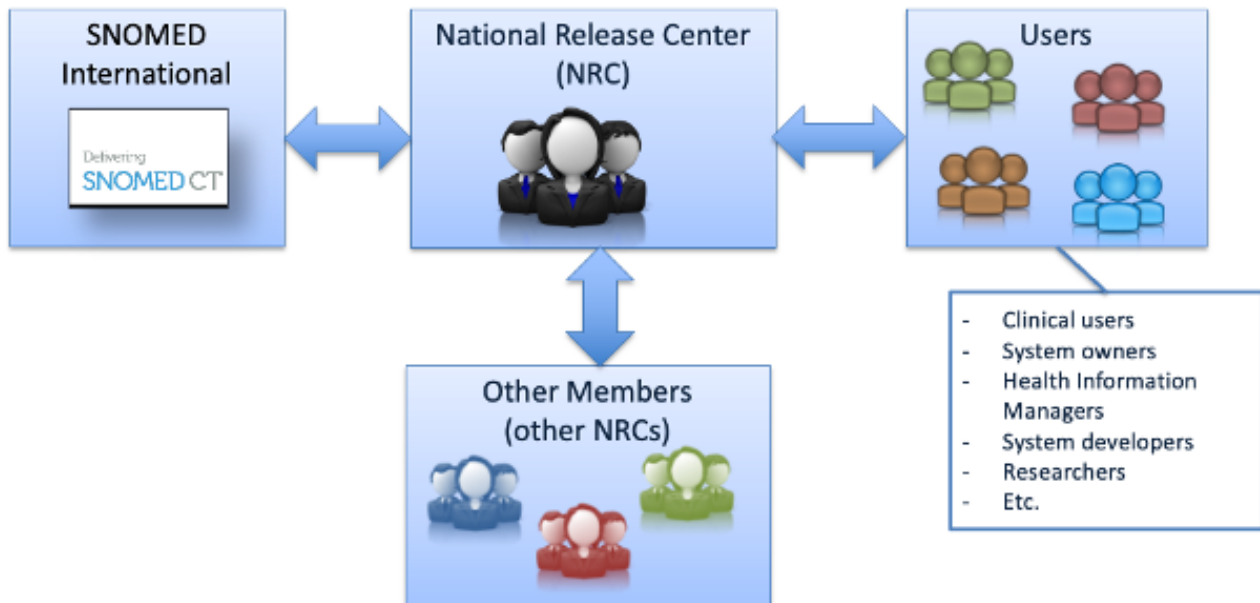 SNOMED
International
Delivering
SNOMED CT
National Release Center
(NRC)
Users
Other Members
(other NRCs)
- Clinical users
- System owners
- Health Information
Managers
- System developers
- Researchers
- Etc.